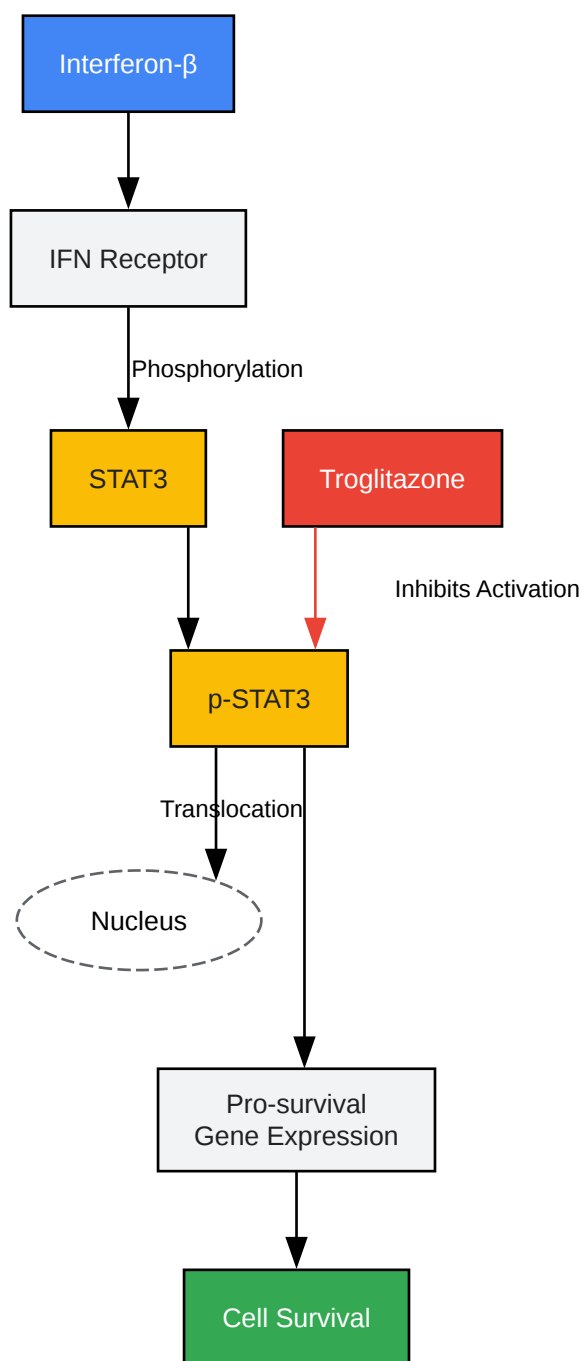 Interferon-β
IFN Receptor
Phosphorylation
STAT3
Troglitazone
Inhibits Activation
p-STAT3
Translocation
Nucleus
Pro-survival
Gene Expression
Cell Survival